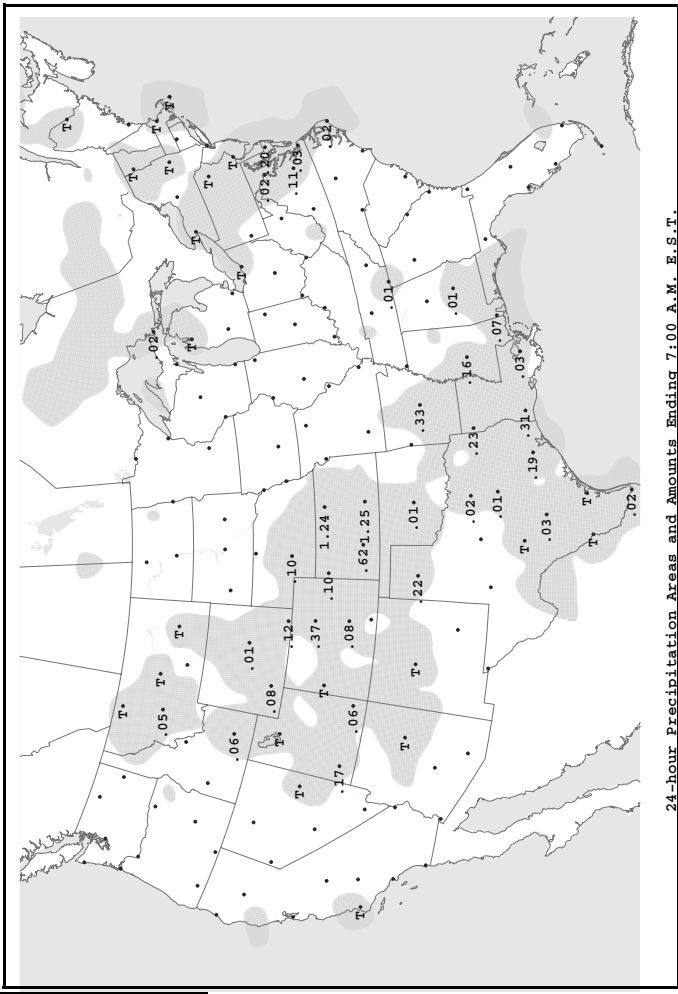 T
T
T
.02
T
T
.05
T
T
T
T
T
T
T
.06
T
.01
.02
.20
.08
T
.12
.10
.11
.03
T
.37
T
1.24
.02
.10
.17
.08
.06
T
.62
1.25
.01
T
.01
T
.22
.33
.01
.16
.02
.23
.07
.01
.03
T
.31
.19
.03
T
T
.02
24-hour Precipitation Areas and Amounts Ending 7:00 A.M. E.S.T.